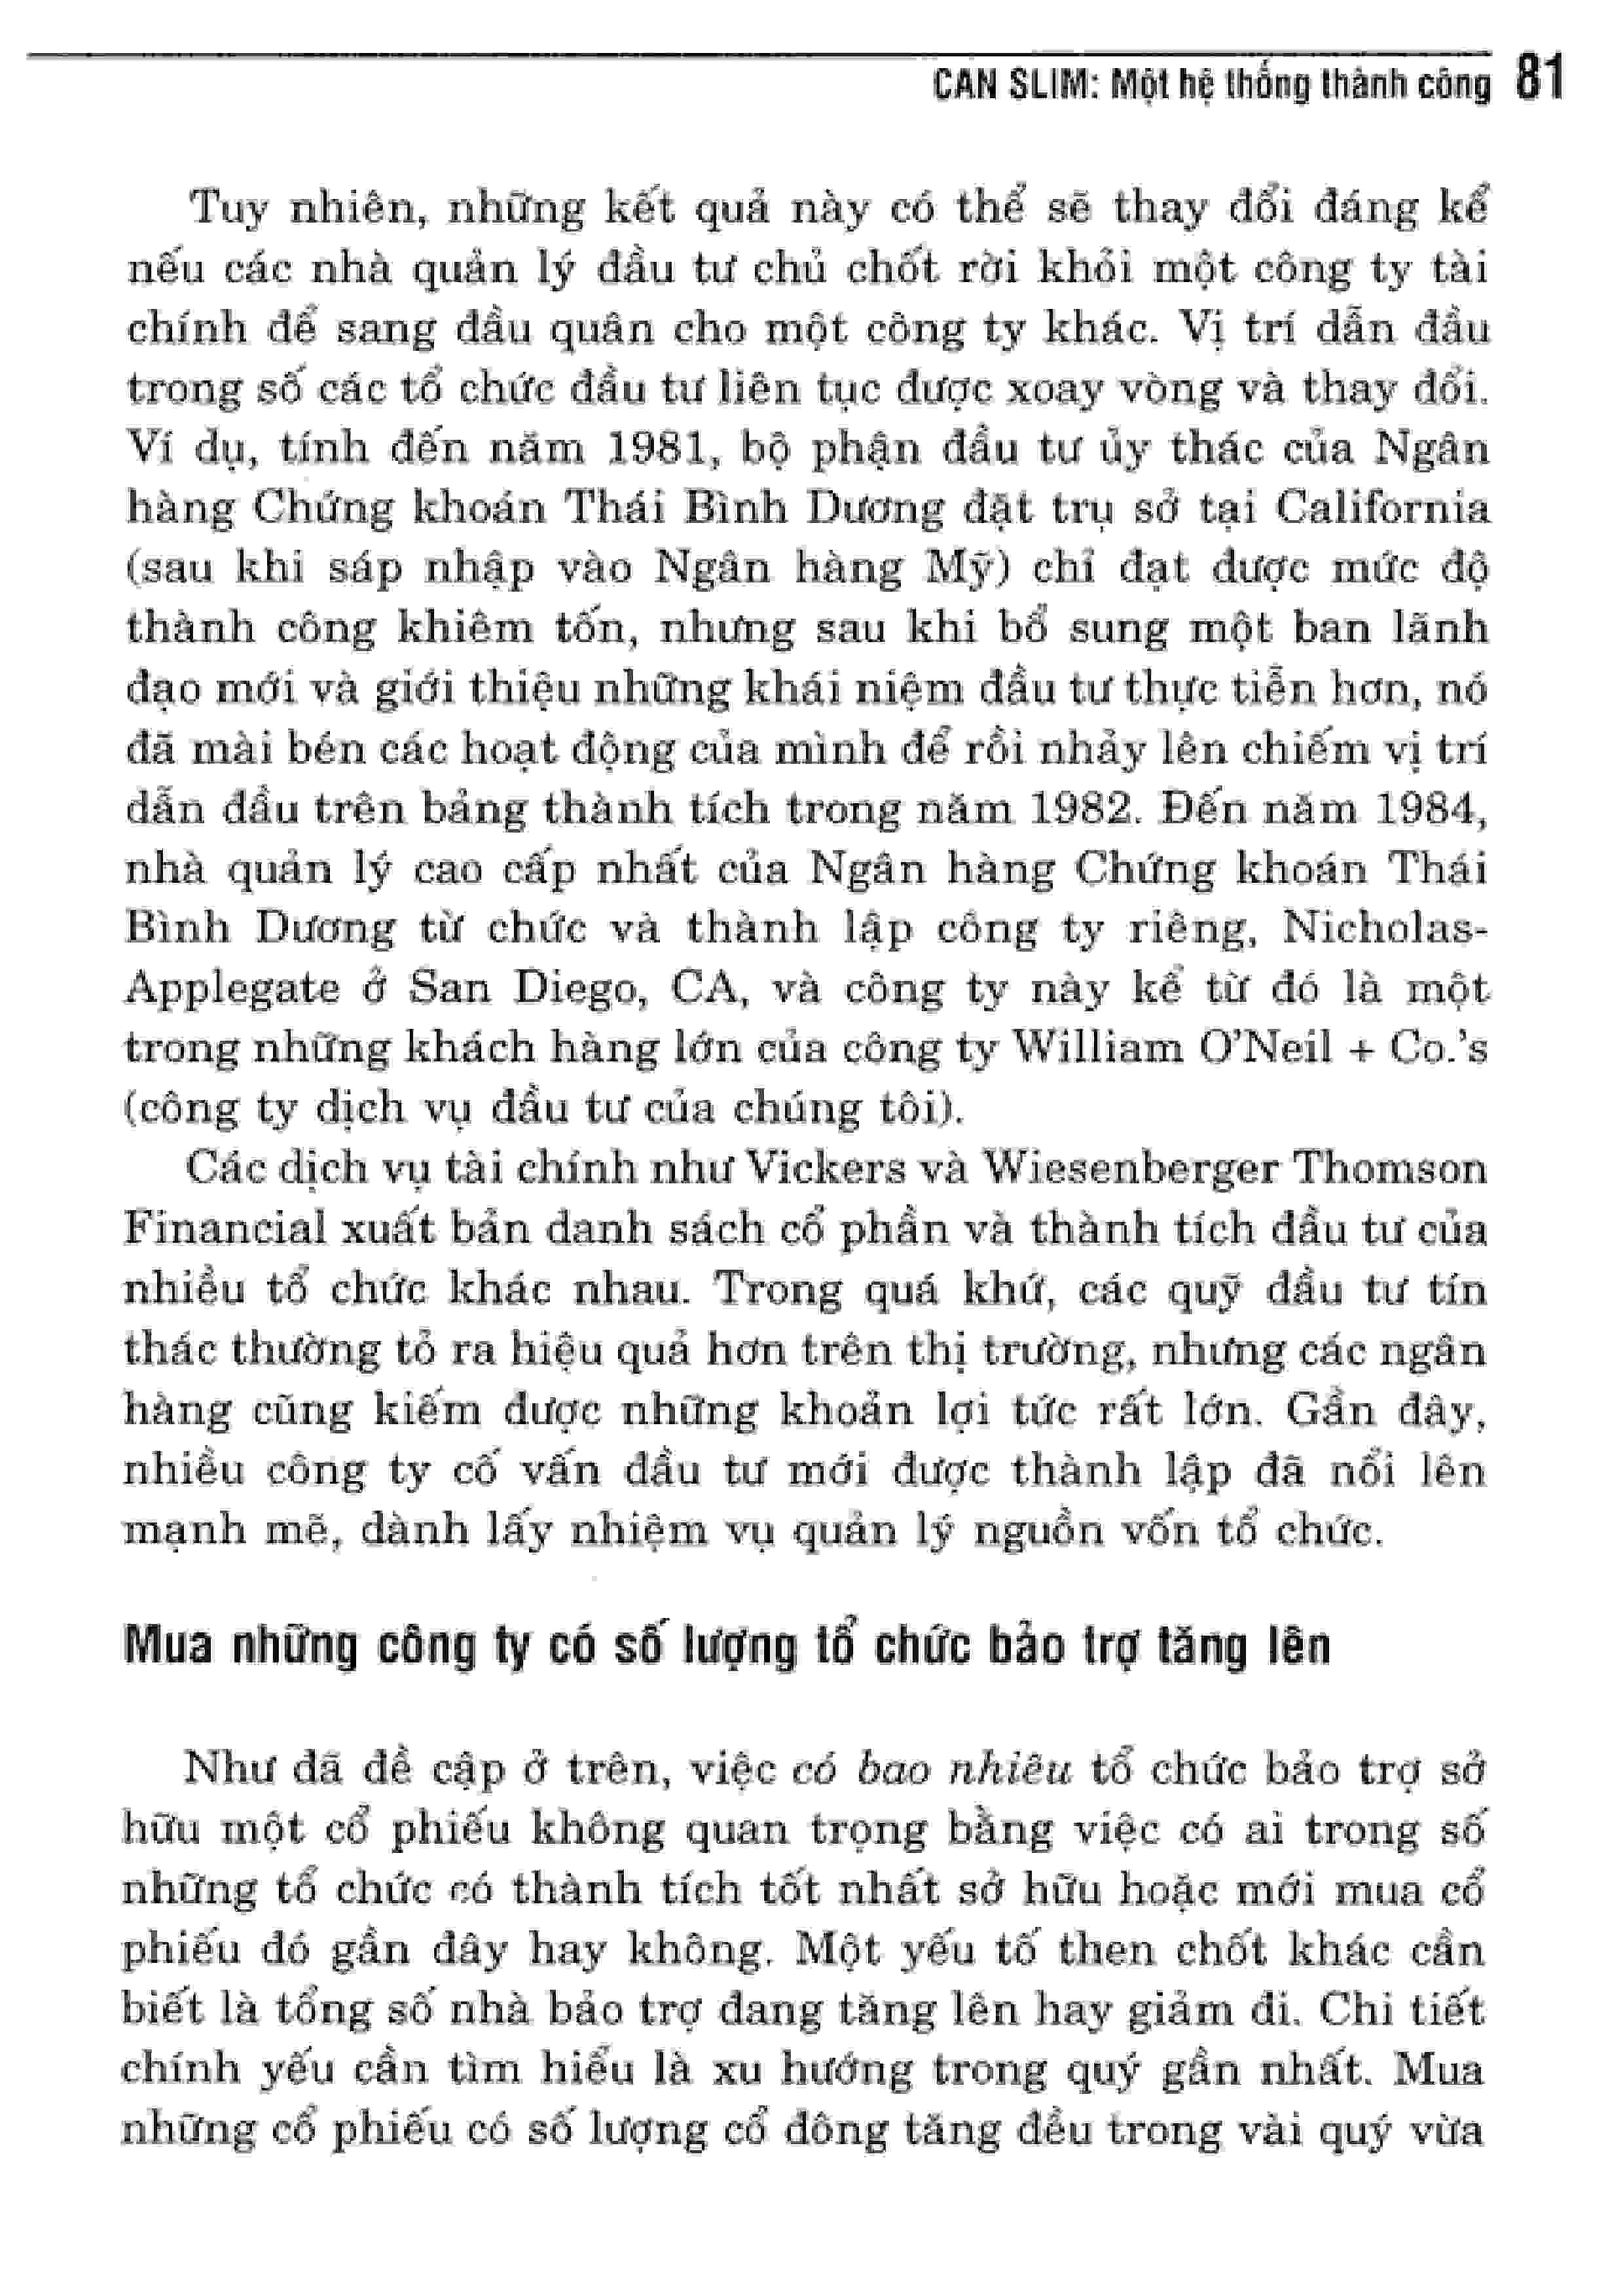 CAN SLIM: Một hệ thống thành công 81
Tuy nhiên, những kết quả này có thể sẽ thay đổi đáng kể
nếu các nhà quản lý đầu tư chủ chốt rời khỏi một công ty tài
chính để sang đầu quân cho một công ty khác. Vị trí dẫn đầu
trong số các tổ chức đầu tư liên tục được xoay vòng và thay đổi.
Ví dụ, tính đến năm 1981, bộ phận đầu tư ủy thác của Ngân
hàng Chứng khoán Thái Bình Dương đặt trụ sở tại California
(sau khi sáp nhập vào Ngân hàng Mỹ) chỉ đạt được mức độ
thành công khiêm tốn, nhưng sau khi bổ sung một ban lãnh
đạo mới và giới thiệu những khái niệm đầu tư thực tiễn hơn, nó
đã mài bén các hoạt động của mình để rồi nhảy lên chiếm vị trí
dẫn đầu trên bảng thành tích trong năm 1982. Đến năm 1984,
nhà quản lý cao cấp nhất của Ngân hàng Chứng khoán Thái
Bình Dương từ chức và thành lập công ty riêng, Nicholas-
Applegate ở San Diego, CA, và công ty này kể từ đó là một
trong những khách hàng lớn của công ty William O'Neil + Co.'s
(công ty dịch vụ đầu tư của chúng tôi).
Các dịch vụ tài chính như Vickers và Wiesenberger Thomson
Financial xuất bản danh sách cổ phần và thành tích đầu tư của
nhiều tổ chức khác nhau. Trong quá khứ, các quỹ đầu tư tín
thác thường tỏ ra hiệu quả hơn trên thị trường, nhưng các ngân
hàng cũng kiếm được những khoản lợi tức rất lớn. Gần đây,
nhiều công ty cố vấn đầu tư mới được thành lập đã nổi lên
mạnh mẽ, dành lấy nhiệm vụ quản lý nguồn vốn tổ chức.
Mua những công ty có số lượng tổ chức bảo trợ tăng lên
Như đã đề cập ở trên, việc có bao nhiêu tổ chức bảo trợ sở
hữu một cổ phiếu không quan trọng bằng việc có ai trong số
những tổ chức có thành tích tốt nhất sở hữu hoặc mới mua cổ
phiếu đó gần đây hay không. Một yếu tố then chốt khác cần
biết là tổng số nhà bảo trợ đang tăng lên hay giảm đi. Chi tiết
chính yếu cần tìm hiểu là xu hướng trong quý gần nhất. Mua
những cổ phiếu có số lượng cổ đông tăng đều trong vài quý vừa